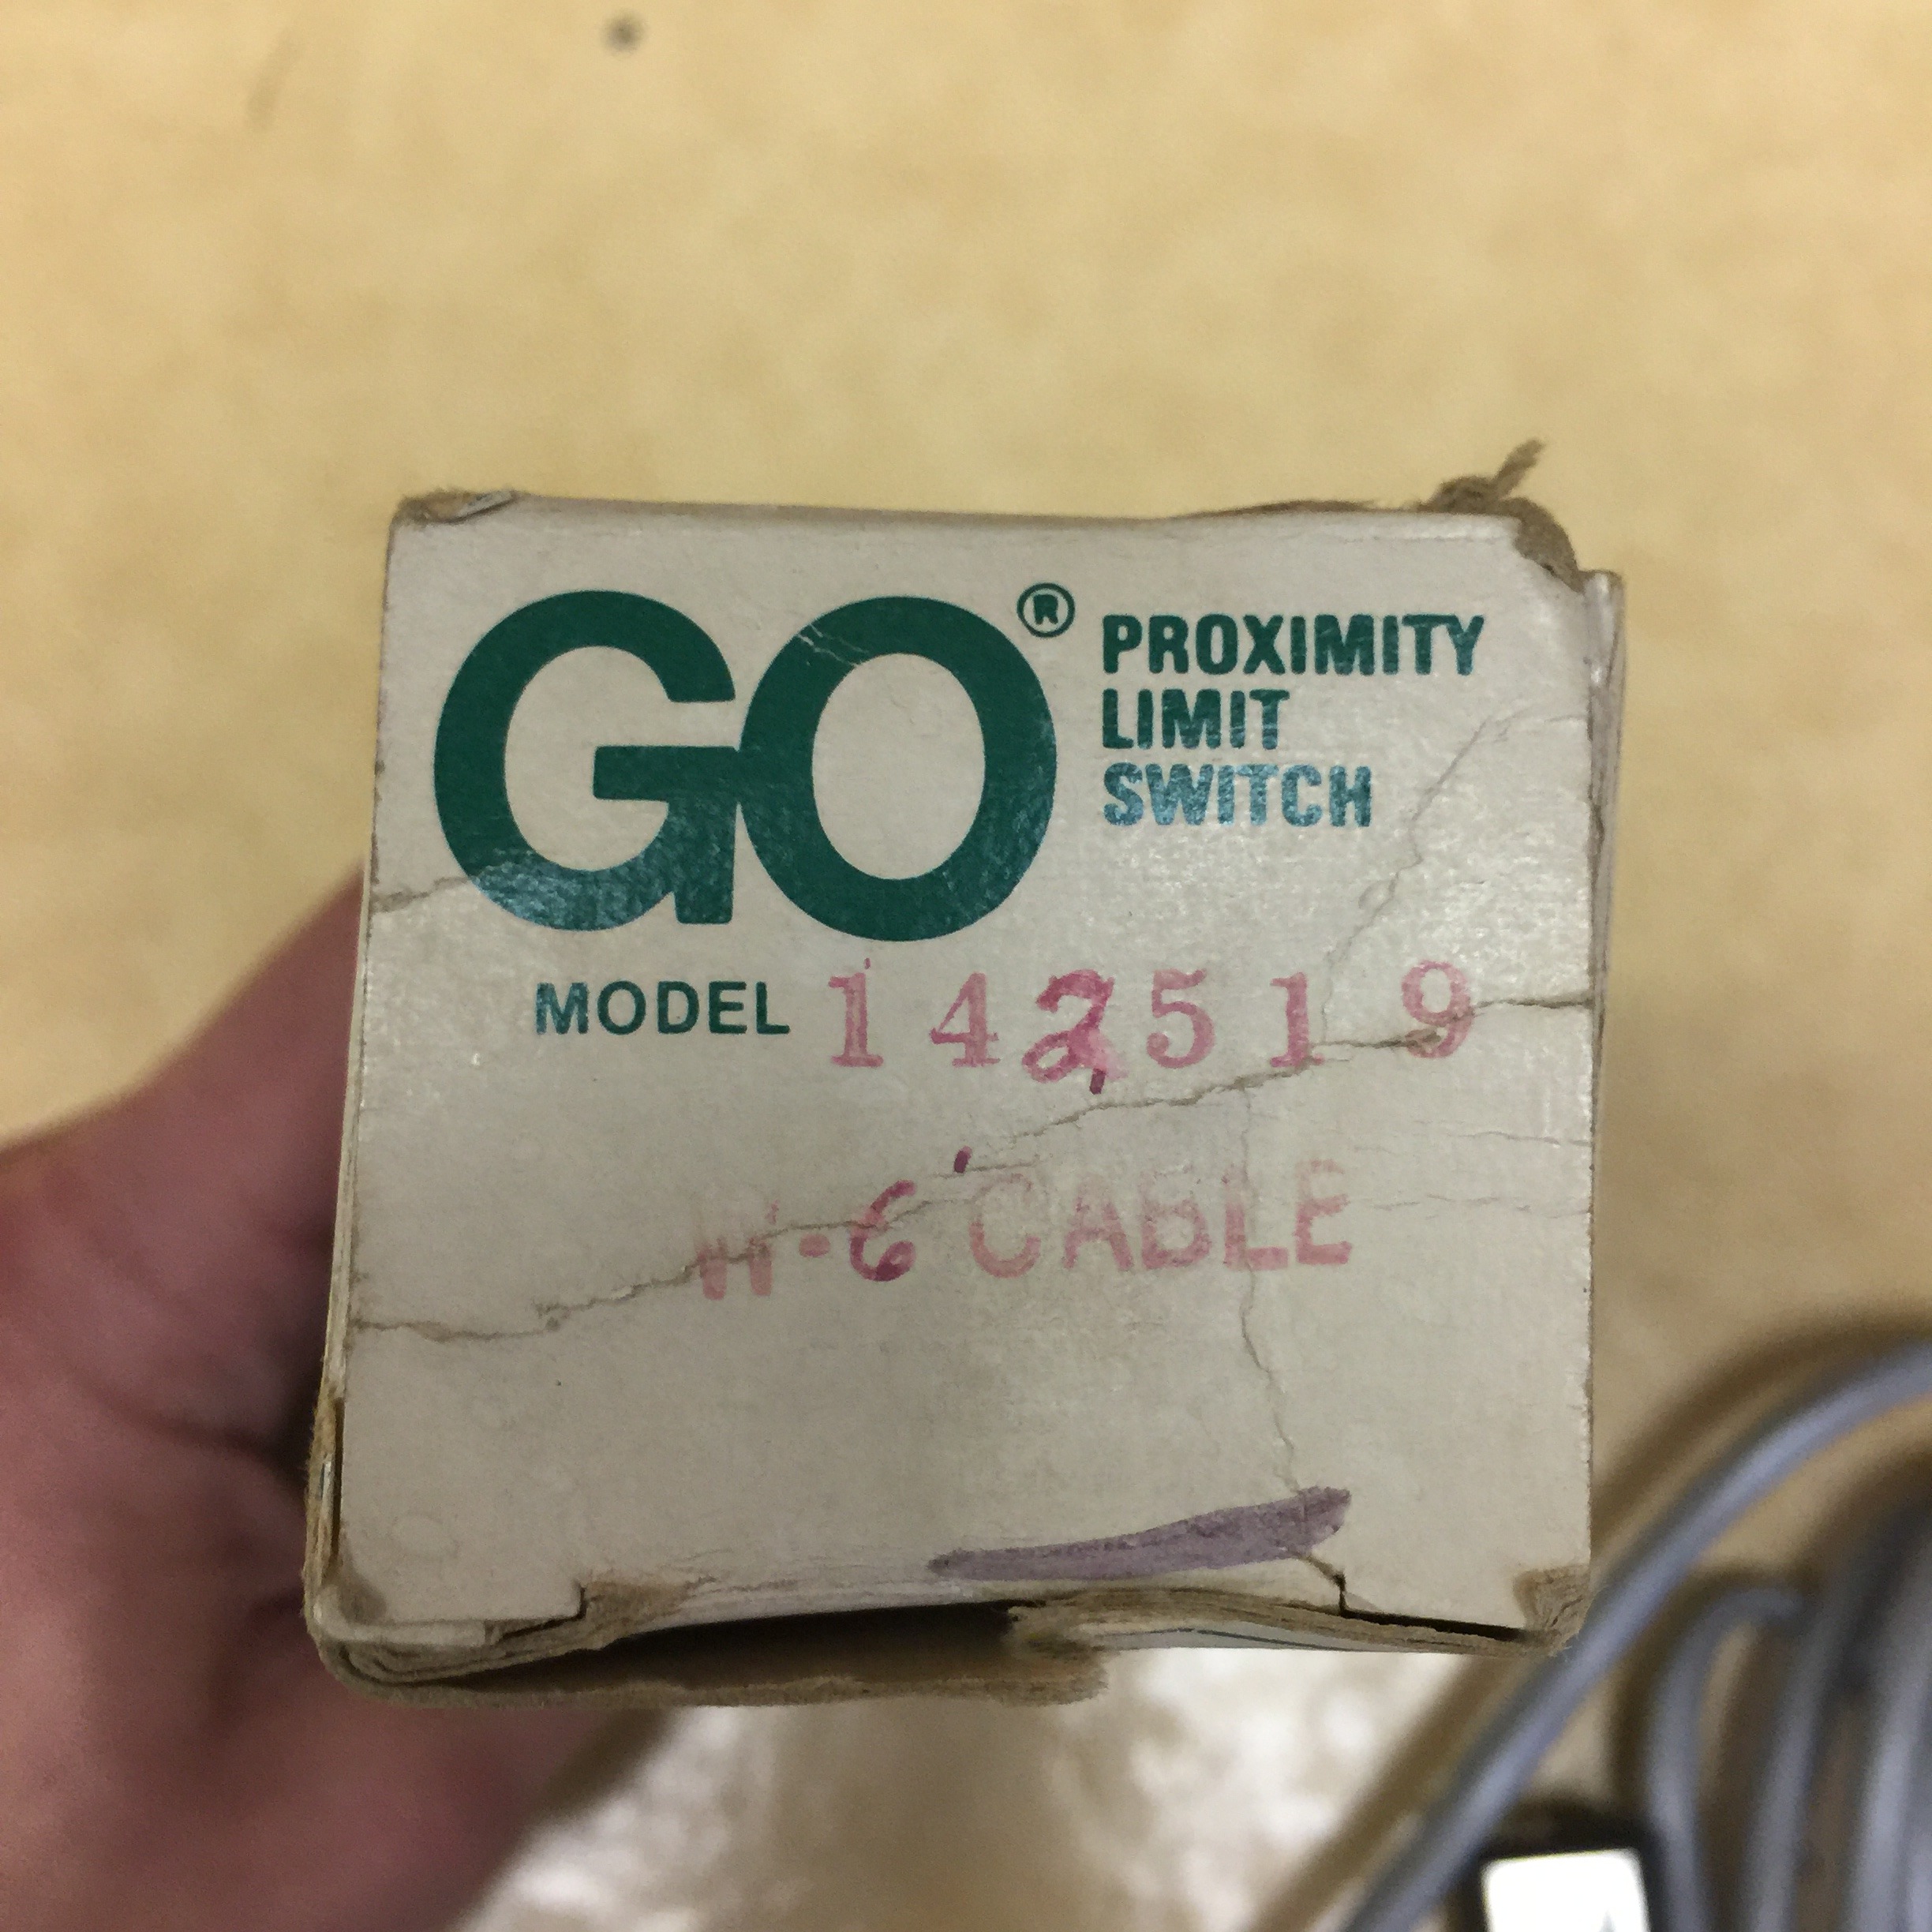 GO® PROXIMITY
LIMIT
SWITCH
MODEL 142519
W-6' CABLE